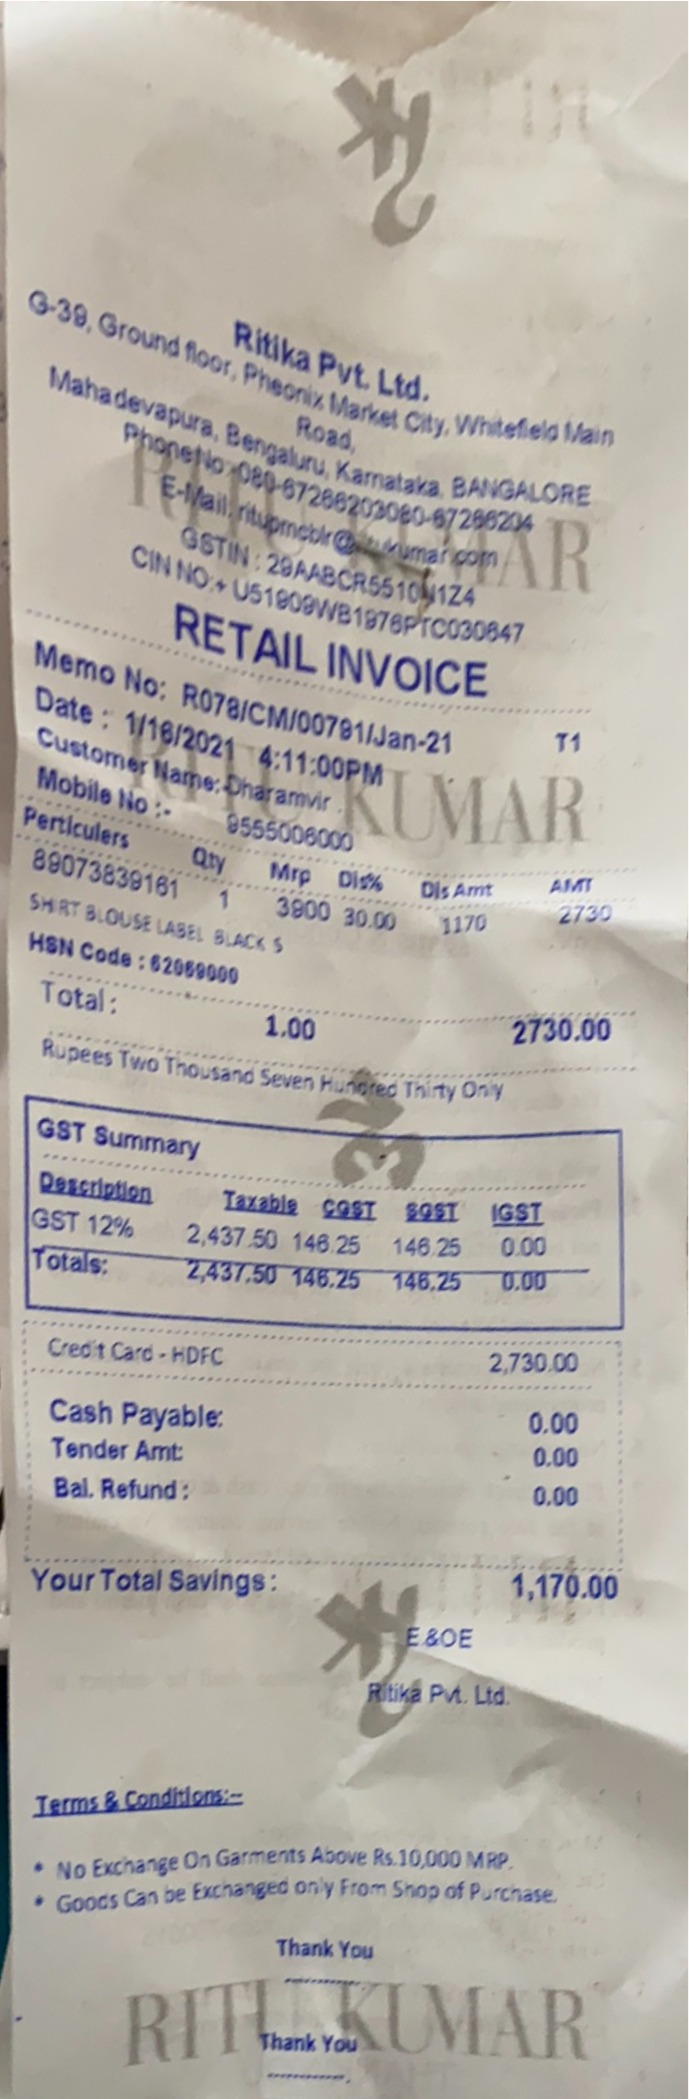 Ritika Pvt. Ltd.
G-39, Ground floor, Pheonix Market City, Whitefield Main
Road,
Mahadevapura, Bengaluru, Karnataka, BANGALORE
PhoneNo :080-67266203080-67266204
E-Mail: ritupmcblr@ritukumar.com
GSTIN : 29AABCR5510
CIN NO:+ U51909WB1976PTC030647
RETAIL INVOICE
Memo No: R078/CM/00791/Jan-21 T1
Date : 1/16/2021 4:11:00PM
Customer Name:-Dharamvir
Mobile No :- 9555006000
RITU KUMAR
Perticulers Qty Mrp Dis% Dis Amt AMT
89073839161 1 3900 30.00 1170 2730
SHIRT BLOUSE LABEL BLACK S
HSN Code : 62069000
Total : 1.00 2730.00
Rupees Two Thousand Seven Hundred Thirty Only
GST Summary
Description Taxable CGST SGST IGST
GST 12% 2,437.50 146.25 146.25 0.00
Totals: 2,437.50 146.25 146.25 0.00
Credit Card - HDFC 2,730.00
Cash Payable: 0.00
Tender Amt: 0.00
Bal. Refund : 0.00
Your Total Savings : 1,170.00
E.&OE
Ritika Pvt. Ltd.
Terms & Conditions:--
* No Exchange On Garments Above Rs.10,000 MRP.
* Goods Can be Exchanged only From Shop of Purchase.
Thank You
RITU KUMAR
Thank You